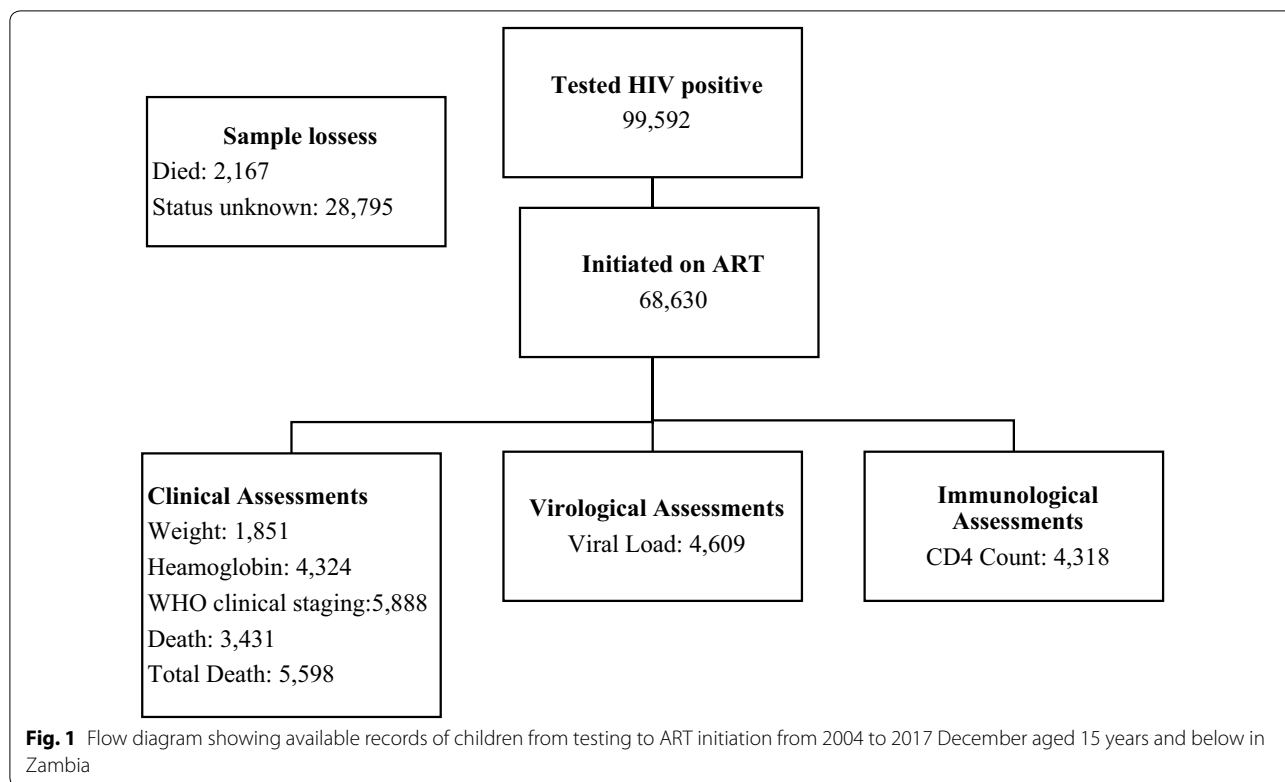 Tested HIV positive
99,592
Sample lossess
Died: 2,167
Status unknown: 28,795
Initiated on ART
68,630
Clinical Assessments
Weight: 1,851
Heamoglobin: 4,324
WHO clinical staging:5,888
Death: 3,431
Total Death: 5,598
Virological Assessments
Viral Load: 4,609
Immunological
Assessments
CD4 Count: 4,318
Fig. 1 Flow diagram showing available records of children from testing to ART initiation from 2004 to 2017 December aged 15 years and below in
Zambia